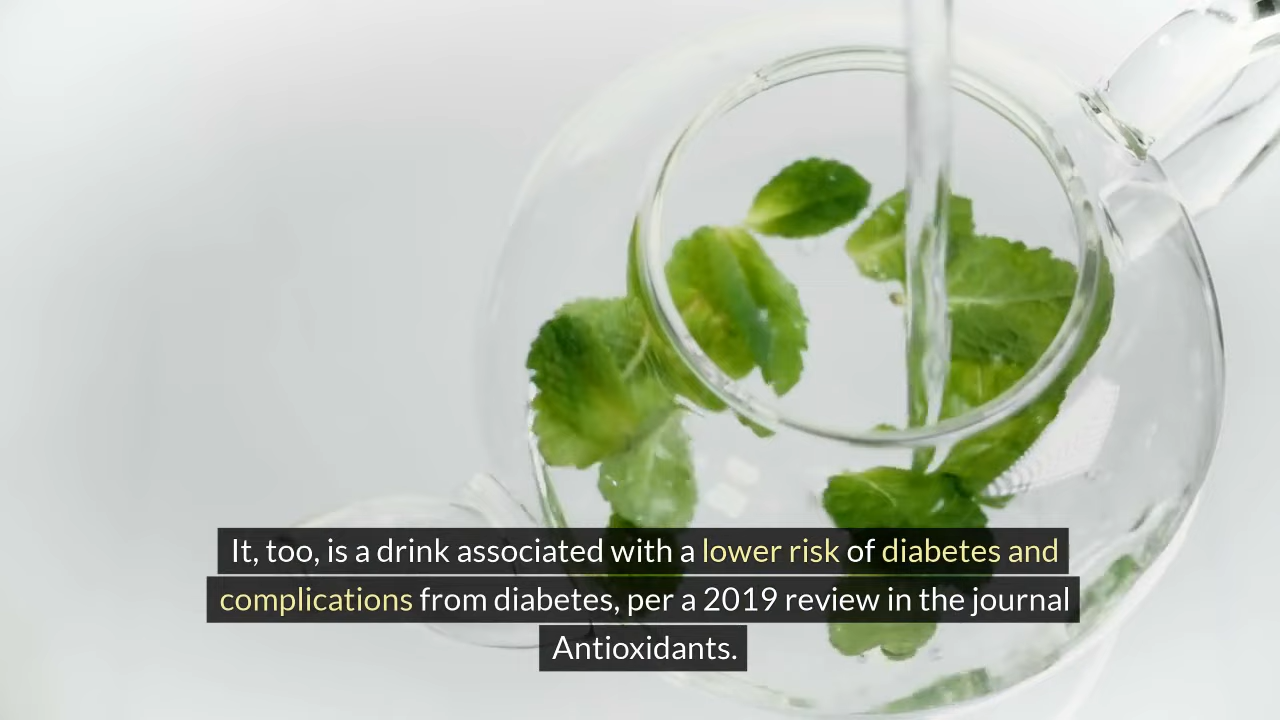 It, too, is a drink associated with a lower risk of diabetes and
complications from diabetes, per a 2019 review in the journal
Antioxidants.